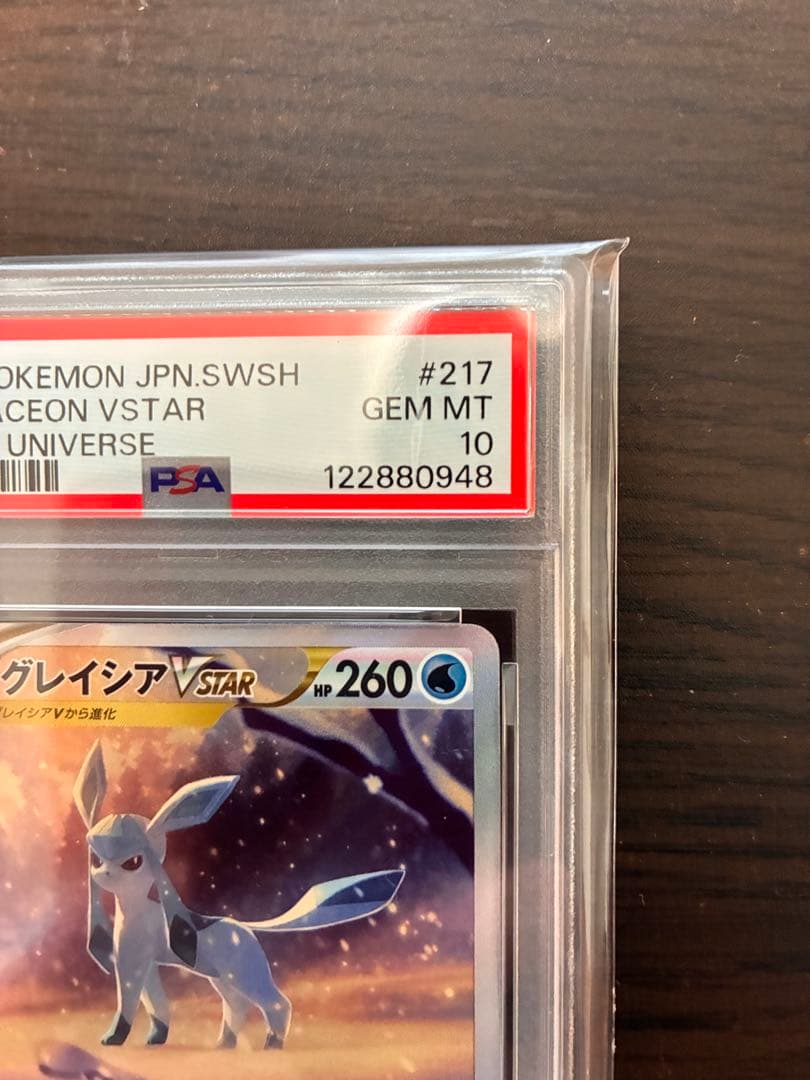 OKEMON JPN.SWSH #217
ACEON VSTAR GEM MT
UNIVERSE 10
PSA 122880948
グレイシアVSTAR HP260
グレイシアVから進化